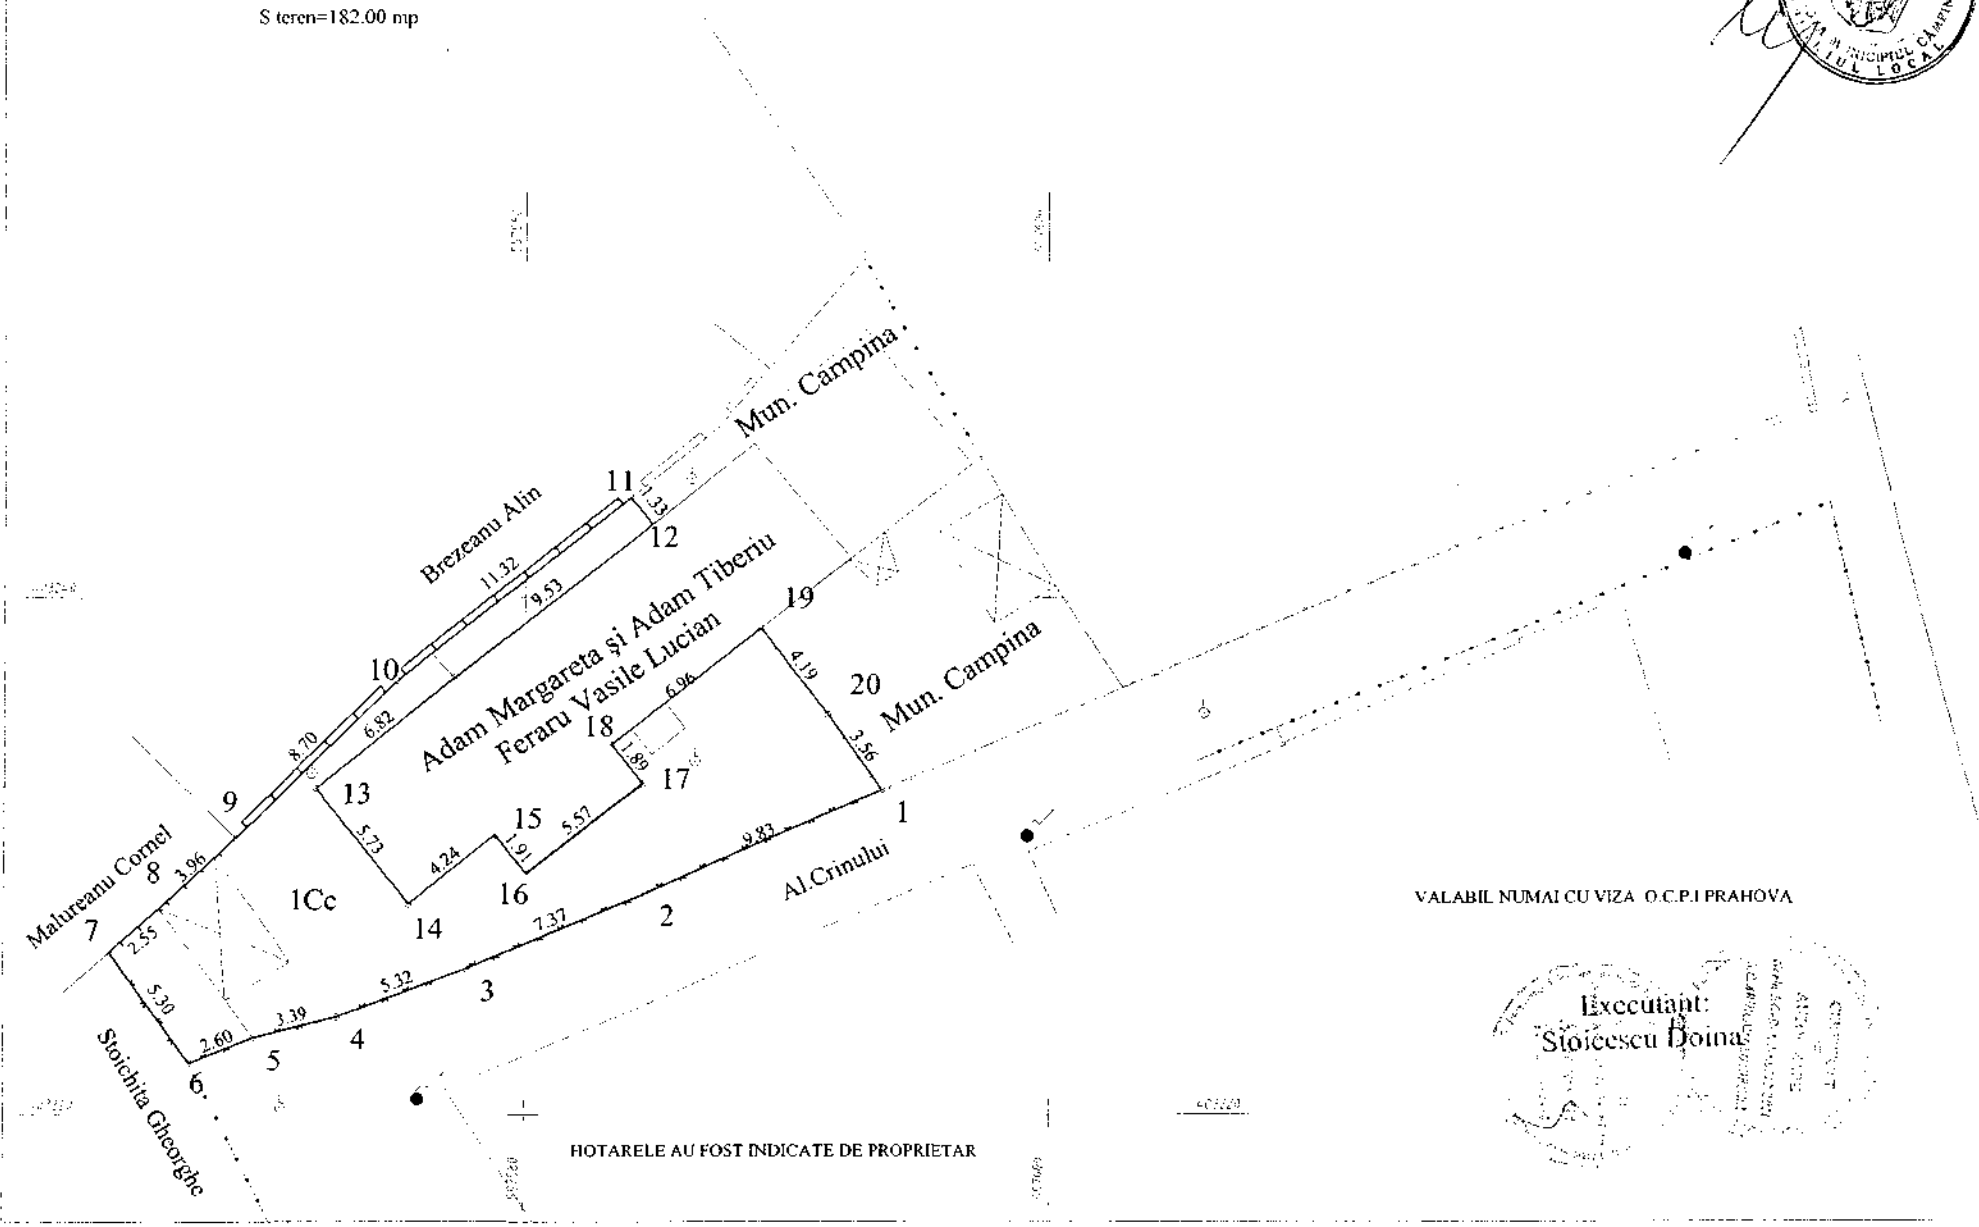 S teren=182.00 mp
CONSILIUL LOCAL
MUNICIPIUL CÂMPINA
Mun. Campina
11
1.33
12
Brezeanu Alin
11.32
9.53
Adam Margareta şi Adam Tiberiu
Feraru Vasile Lucian
19
10
4.19
20
Mun. Campina
6.96
18
6.82
8.70
1.89
3.56
17
13
9
1
15
5.57
9.83
5.73
1.91
4.24
Al.Crinului
Malureanu Cornel
8
3.96
16
1Cc
2
VALABIL NUMAI CU VIZA O.C.P.I PRAHOVA
7
2.55
14
7.37
5.32
3
5.30
3.39
4
Executant:
Stoicescu Doina
2.60
5
6
Stoichita Gheorghe
HOTARELE AU FOST INDICATE DE PROPRIETAR